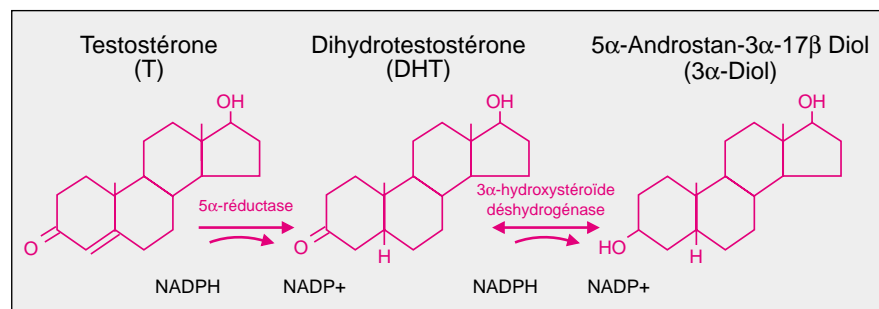 Testostérone
(T)
Dihydrotestostérone
(DHT)
5α-Androstan-3α-17β Diol
(3α-Diol)
OH
OH
OH
5α-réductase
3α-hydroxystéroïde
déshydrogénase
O
O
H
HO
H
NADPH
NADP+
NADPH
NADP+